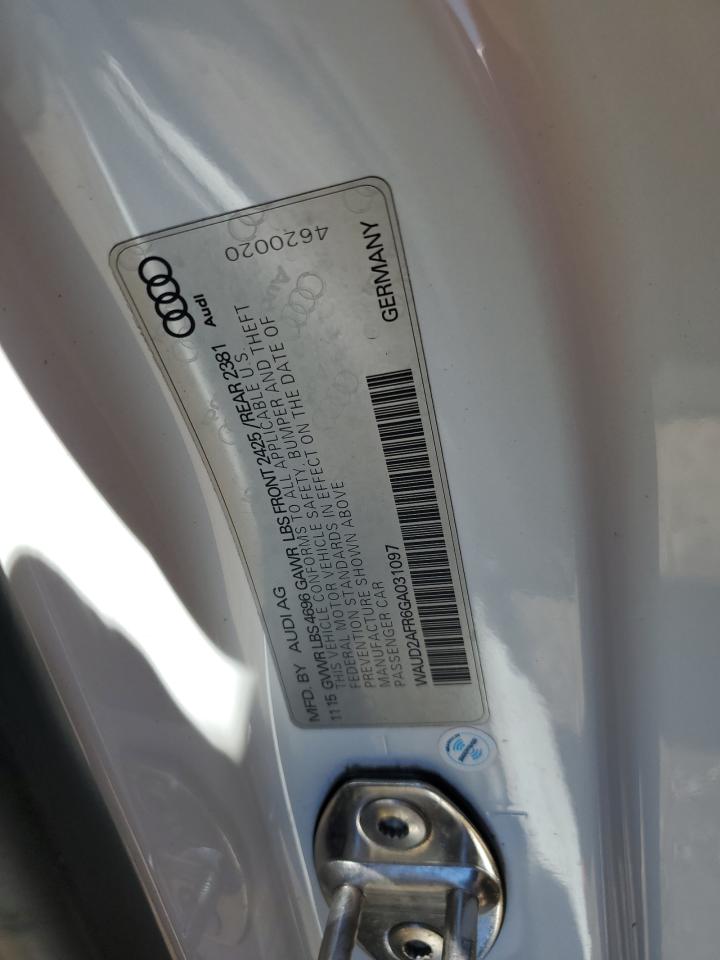 MFD. BY AUDI AG
11 15 GVWR LBS 4696 GAWR LBS FRONT 2425 / REAR 2381
THIS VEHICLE CONFORMS TO ALL APPLICABLE U.S.
FEDERAL MOTOR VEHICLE SAFETY, BUMPER AND THEFT
PREVENTION STANDARDS IN EFFECT ON THE DATE OF
MANUFACTURE SHOWN ABOVE
PASSENGER CAR
WAUD2AFR6GA031097
Audi
4620020
GERMANY